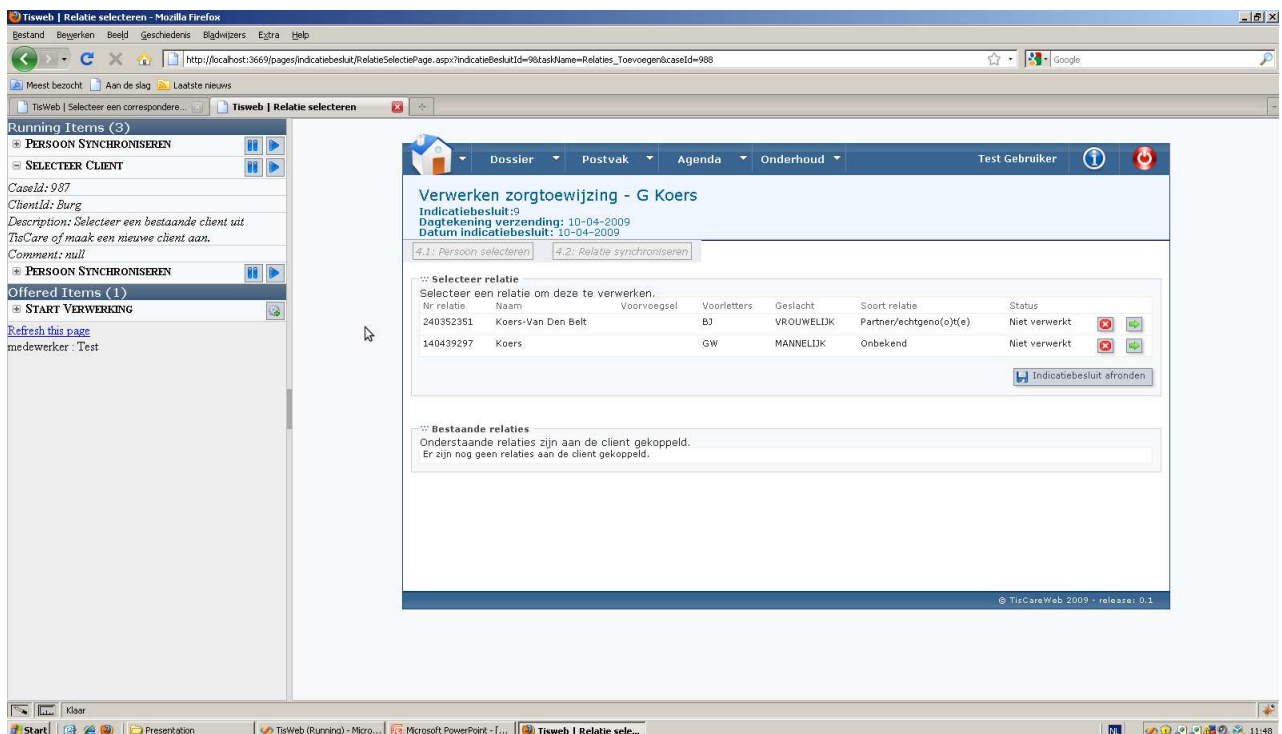 Tisweb | Relatie selecteren - Mozilla Firefox
Bestand Bewerken Beeld Geschiedenis Bladwijzers Extra Help
http://localhost:3669/pages/indicatiebesluit/RelatieSelectiePage.aspx?indicatieBesluitId=9&taskName=Relaties_Toevoegen&caseId=988
Google
Meest bezocht Aan de slag Laatste nieuws
TisWeb | Selecteer een correspondere... Tisweb | Relatie selecteren
Running Items (3)
PERSOON SYNCHRONISEREN
SELECTEER CLIENT
CaseId: 987
ClientId: Burg
Description: Selecteer een bestaande client uit
TisCare of maak een nieuwe client aan.
Comment: null
PERSOON SYNCHRONISEREN
Offered Items (1)
START VERWERKING
Refresh this page
medewerker : Test
Dossier Postvak Agenda Onderhoud Test Gebruiker
Verwerken zorgtoewijzing - G Koers
Indicatiebesluit:9
Dagtekening verzending: 10-04-2009
Datum indicatiebesluit: 10-04-2009
4.1: Persoon selecteren 4.2: Relatie synchroniseren
Selecteer relatie
Selecteer een relatie om deze te verwerken.
Nr relatie Naam Voorvoegsel Voorletters Geslacht Soort relatie Status
240352351 Koers-Van Den Belt BJ VROUWELIJK Partner/echtgeno(o)t(e) Niet verwerkt
140439297 Koers GW MANNELIJK Onbekend Niet verwerkt
Indicatiebesluit afronden
Bestaande relaties
Onderstaande relaties zijn aan de client gekoppeld.
Er zijn nog geen relaties aan de client gekoppeld.
© TisCareWeb 2009 - release: 0.1
Klaar
Start Presentation TisWeb (Running) - Micro... Microsoft PowerPoint - [... Tisweb | Relatie sele... NL 11:48